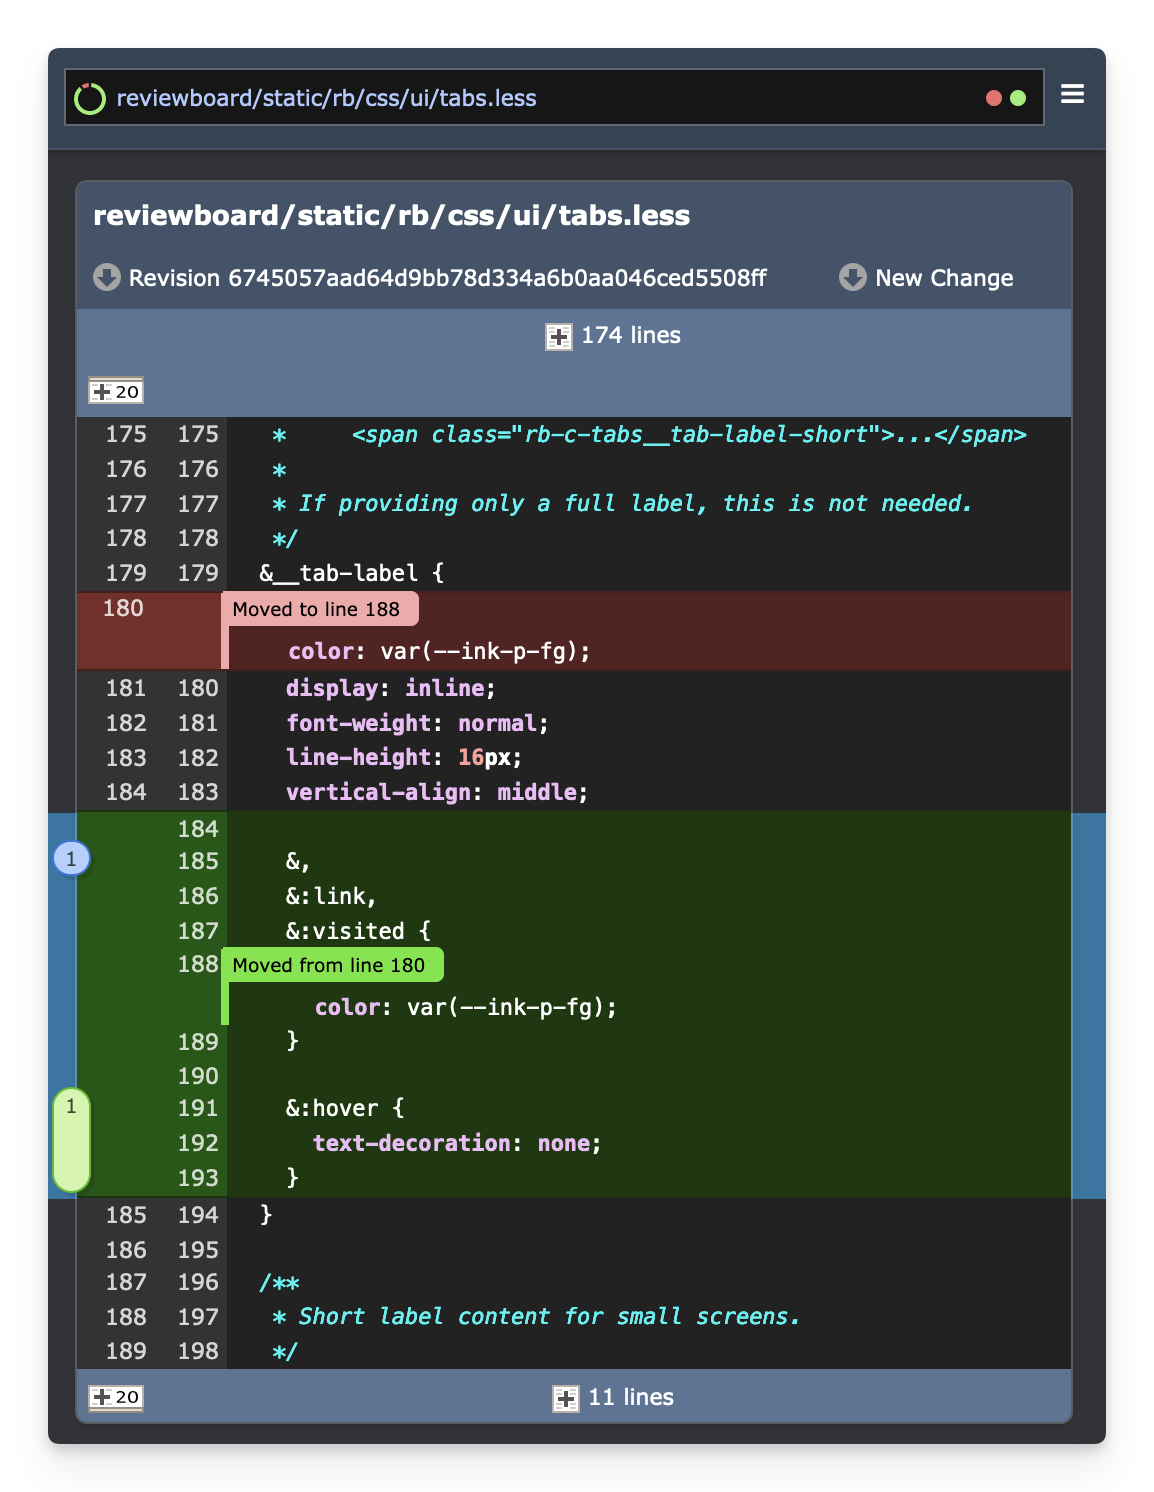 reviewboard/static/rb/css/ui/tabs.less
reviewboard/static/rb/css/ui/tabs.less
Revision 6745057aad64d9bb78d334a6b0aa046ced5508ff New Change
174 lines
20
175 175 *     <span class="rb-c-tabs__tab-label-short">...</span>
176 176 *
177 177 * If providing only a full label, this is not needed.
178 178 */
179 179 &__tab-label {
180 Moved to line 188
color: var(--ink-p-fg);
181 180 display: inline;
182 181 font-weight: normal;
183 182 line-height: 16px;
184 183 vertical-align: middle;
184
1 185 &,
186 &:link,
187 &:visited {
188 Moved from line 180
color: var(--ink-p-fg);
189 }
190
1 191 &:hover {
192 text-decoration: none;
193 }
185 194 }
186 195
187 196 /**
188 197 * Short label content for small screens.
189 198 */
20 11 lines